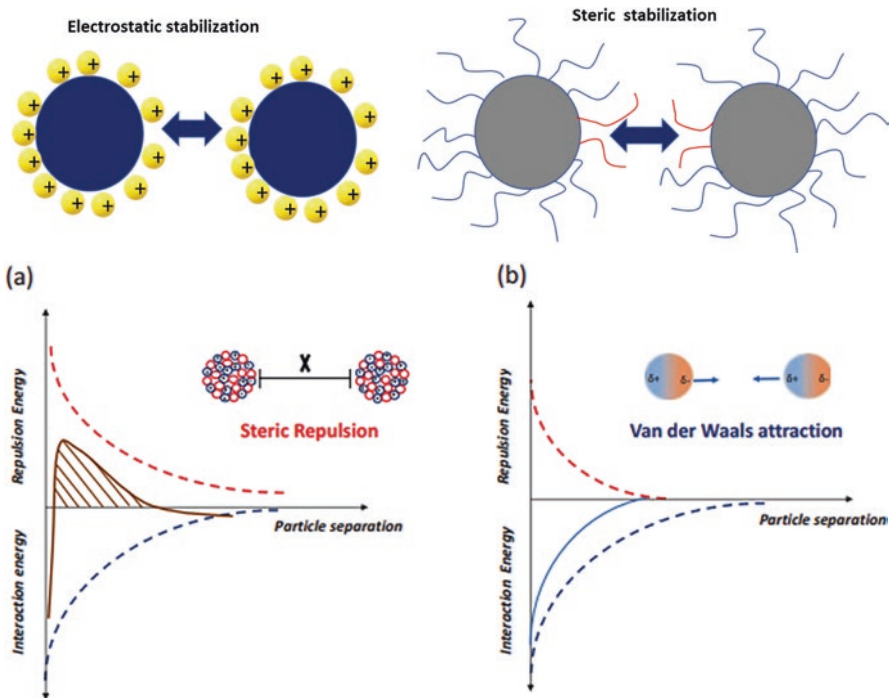 Electrostatic stabilization
Steric stabilization
+ + + + + + + + + + +
+ + + + + + + + + + +
(a)
Repulsion Energy
Interaction energy
X
Steric Repulsion
Particle separation
(b)
Repulsion Energy
Interaction Energy
δ+ δ-
δ+ δ-
Van der Waals attraction
Particle separation